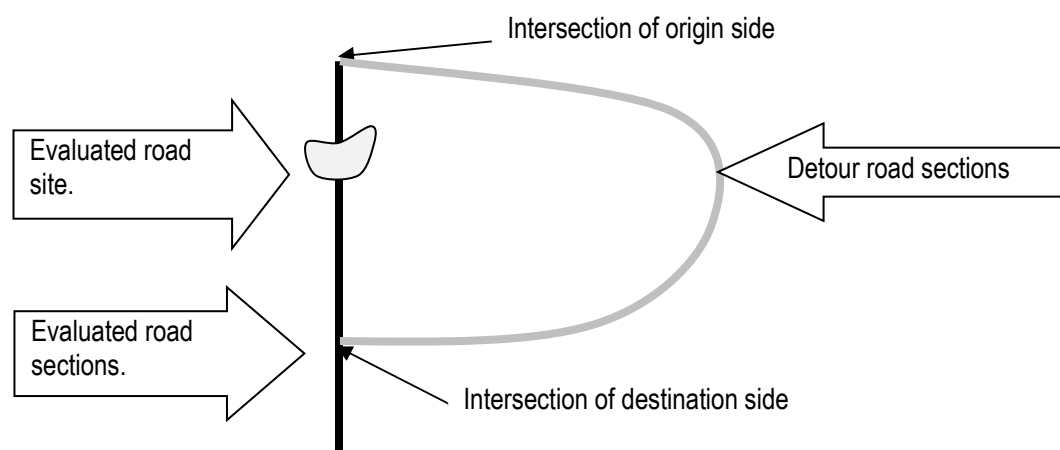 Intersection of origin side
Evaluated road
site.
Detour road sections
Evaluated road
sections.
Intersection of destination side